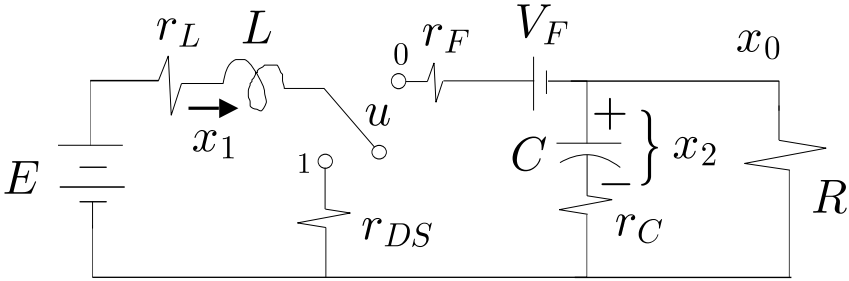 r_L L 0 r_F V_F x_0
u
x_1 + C } x_2
E 1 − R
r_DS r_C